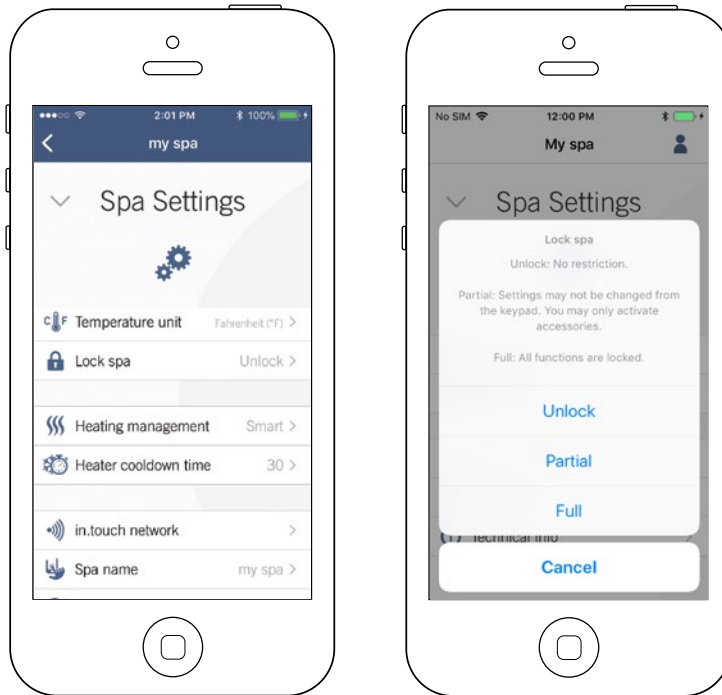 2:01 PM
100%
my spa
Spa Settings
C F Temperature unit Fahrenheit (°F) >
Lock spa Unlock >
Heating management Smart >
Heater cooldown time 30 >
in.touch network >
Spa name my spa >
No SIM 12:00 PM
My spa
Spa Settings
Lock spa
Unlock: No restriction.
Partial: Settings may not be changed from
the keypad. You may only activate
accessories.
Full: All functions are locked.
Unlock
Partial
Full
Technical info
Cancel